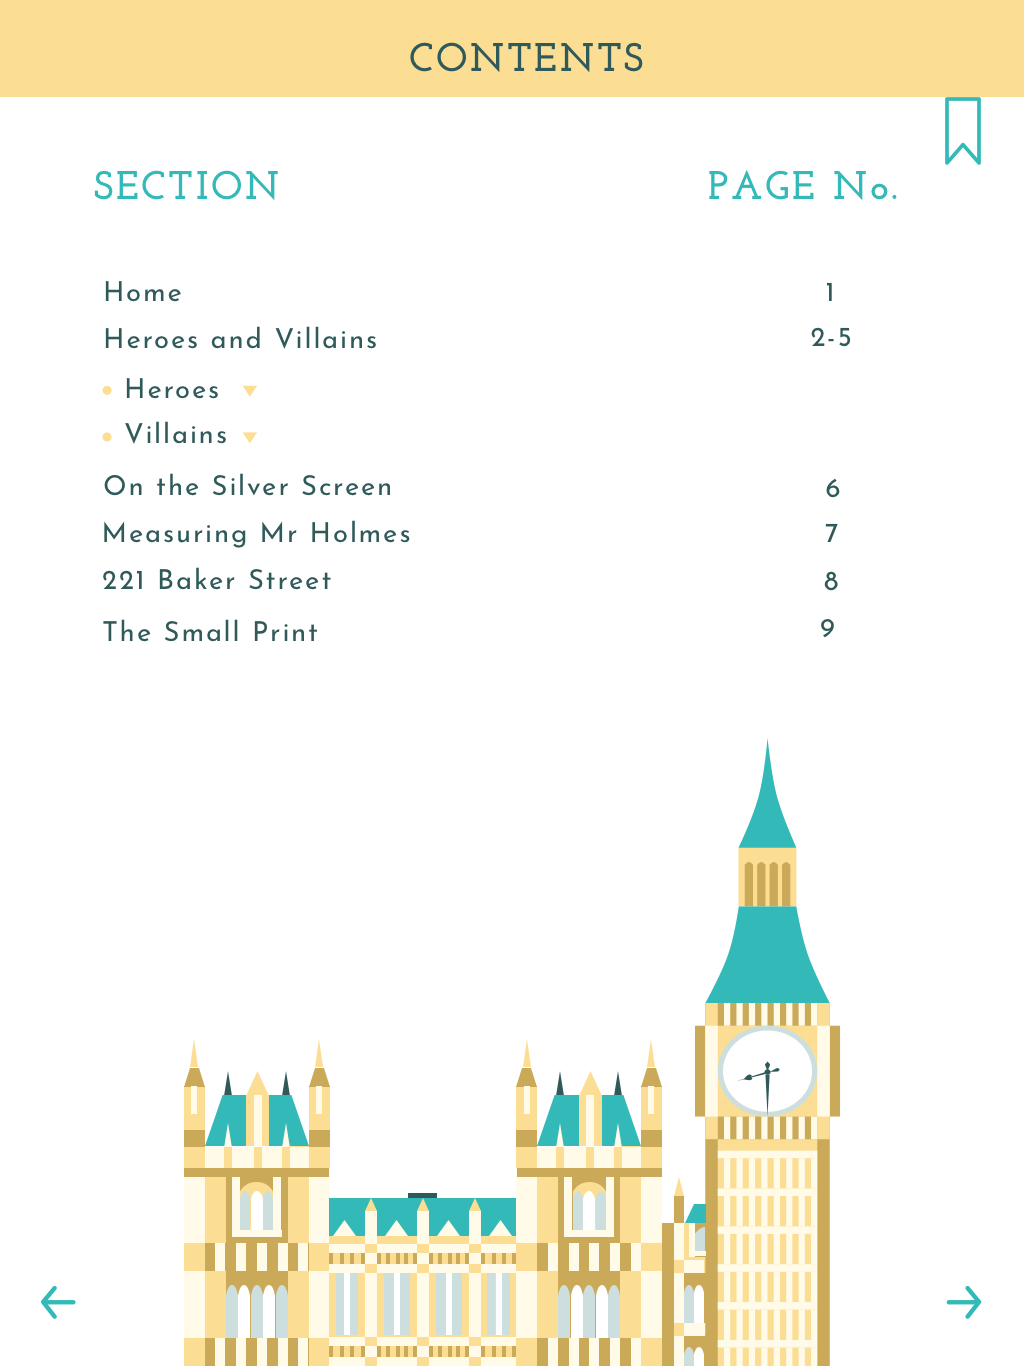 CONTENTS
SECTION PAGE No.
Home 1
Heroes and Villains 2-5
• Heroes
• Villains
On the Silver Screen 6
Measuring Mr Holmes 7
221 Baker Street 8
The Small Print 9